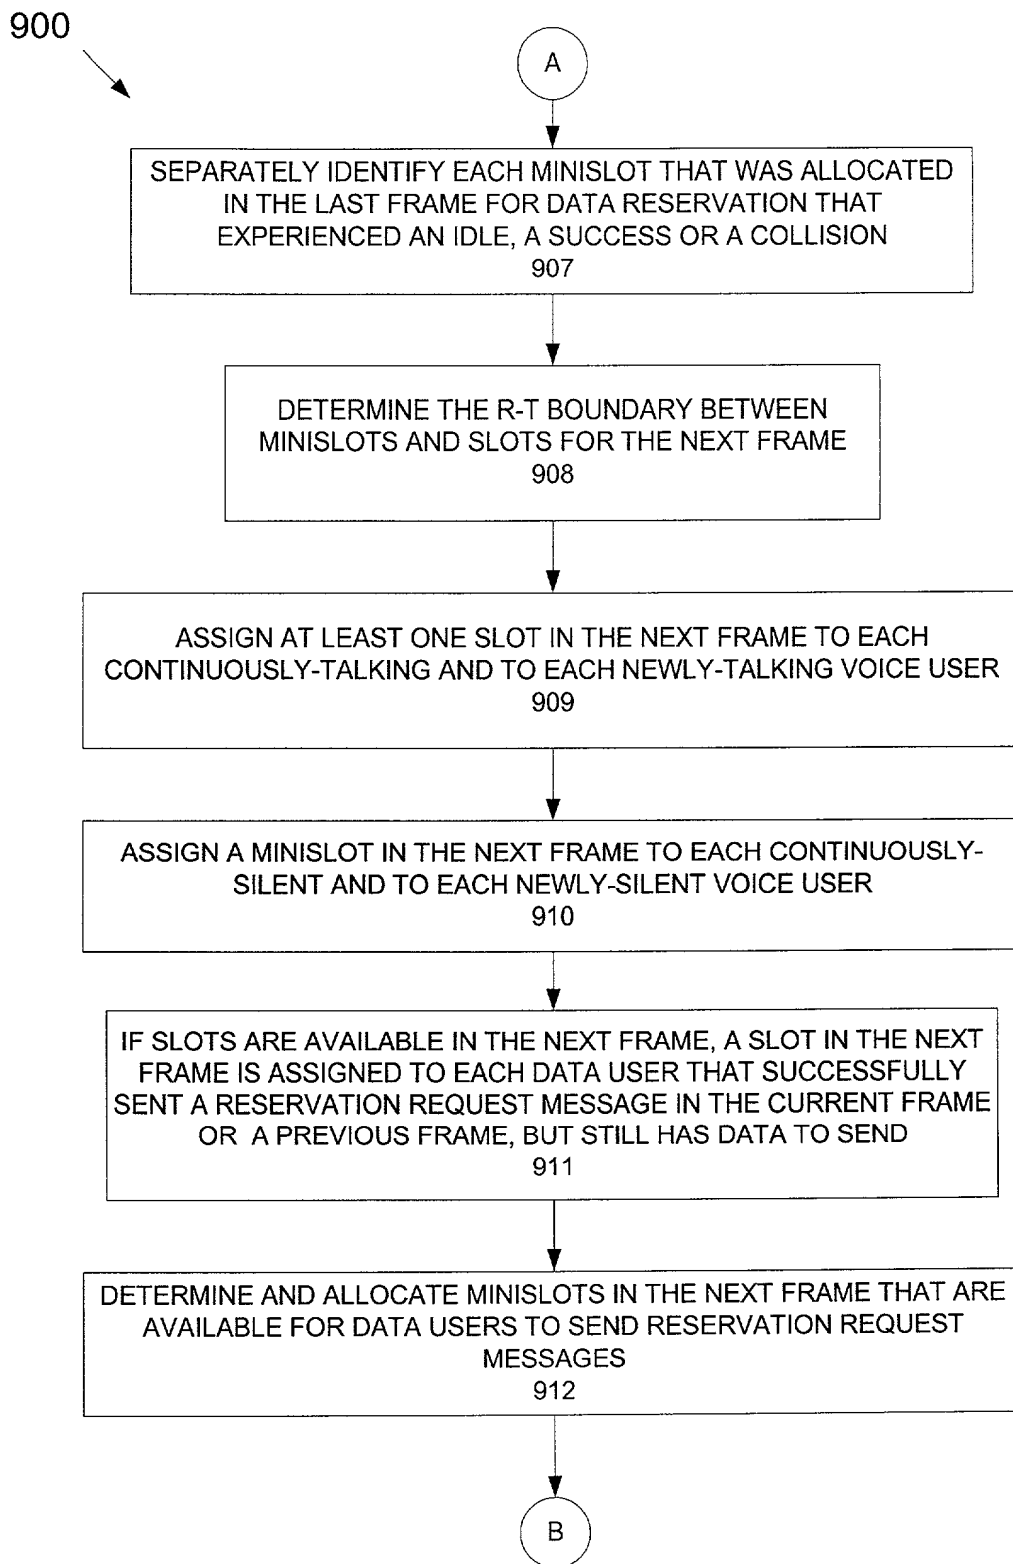 900
A
SEPARATELY IDENTIFY EACH MINISLOT THAT WAS ALLOCATED
IN THE LAST FRAME FOR DATA RESERVATION THAT
EXPERIENCED AN IDLE, A SUCCESS OR A COLLISION
907
DETERMINE THE R-T BOUNDARY BETWEEN
MINISLOTS AND SLOTS FOR THE NEXT FRAME
908
ASSIGN AT LEAST ONE SLOT IN THE NEXT FRAME TO EACH
CONTINUOUSLY-TALKING AND TO EACH NEWLY-TALKING VOICE USER
909
ASSIGN A MINISLOT IN THE NEXT FRAME TO EACH CONTINUOUSLY-
SILENT AND TO EACH NEWLY-SILENT VOICE USER
910
IF SLOTS ARE AVAILABLE IN THE NEXT FRAME, A SLOT IN THE NEXT
FRAME IS ASSIGNED TO EACH DATA USER THAT SUCCESSFULLY
SENT A RESERVATION REQUEST MESSAGE IN THE CURRENT FRAME
OR A PREVIOUS FRAME, BUT STILL HAS DATA TO SEND
911
DETERMINE AND ALLOCATE MINISLOTS IN THE NEXT FRAME THAT ARE
AVAILABLE FOR DATA USERS TO SEND RESERVATION REQUEST
MESSAGES
912
B